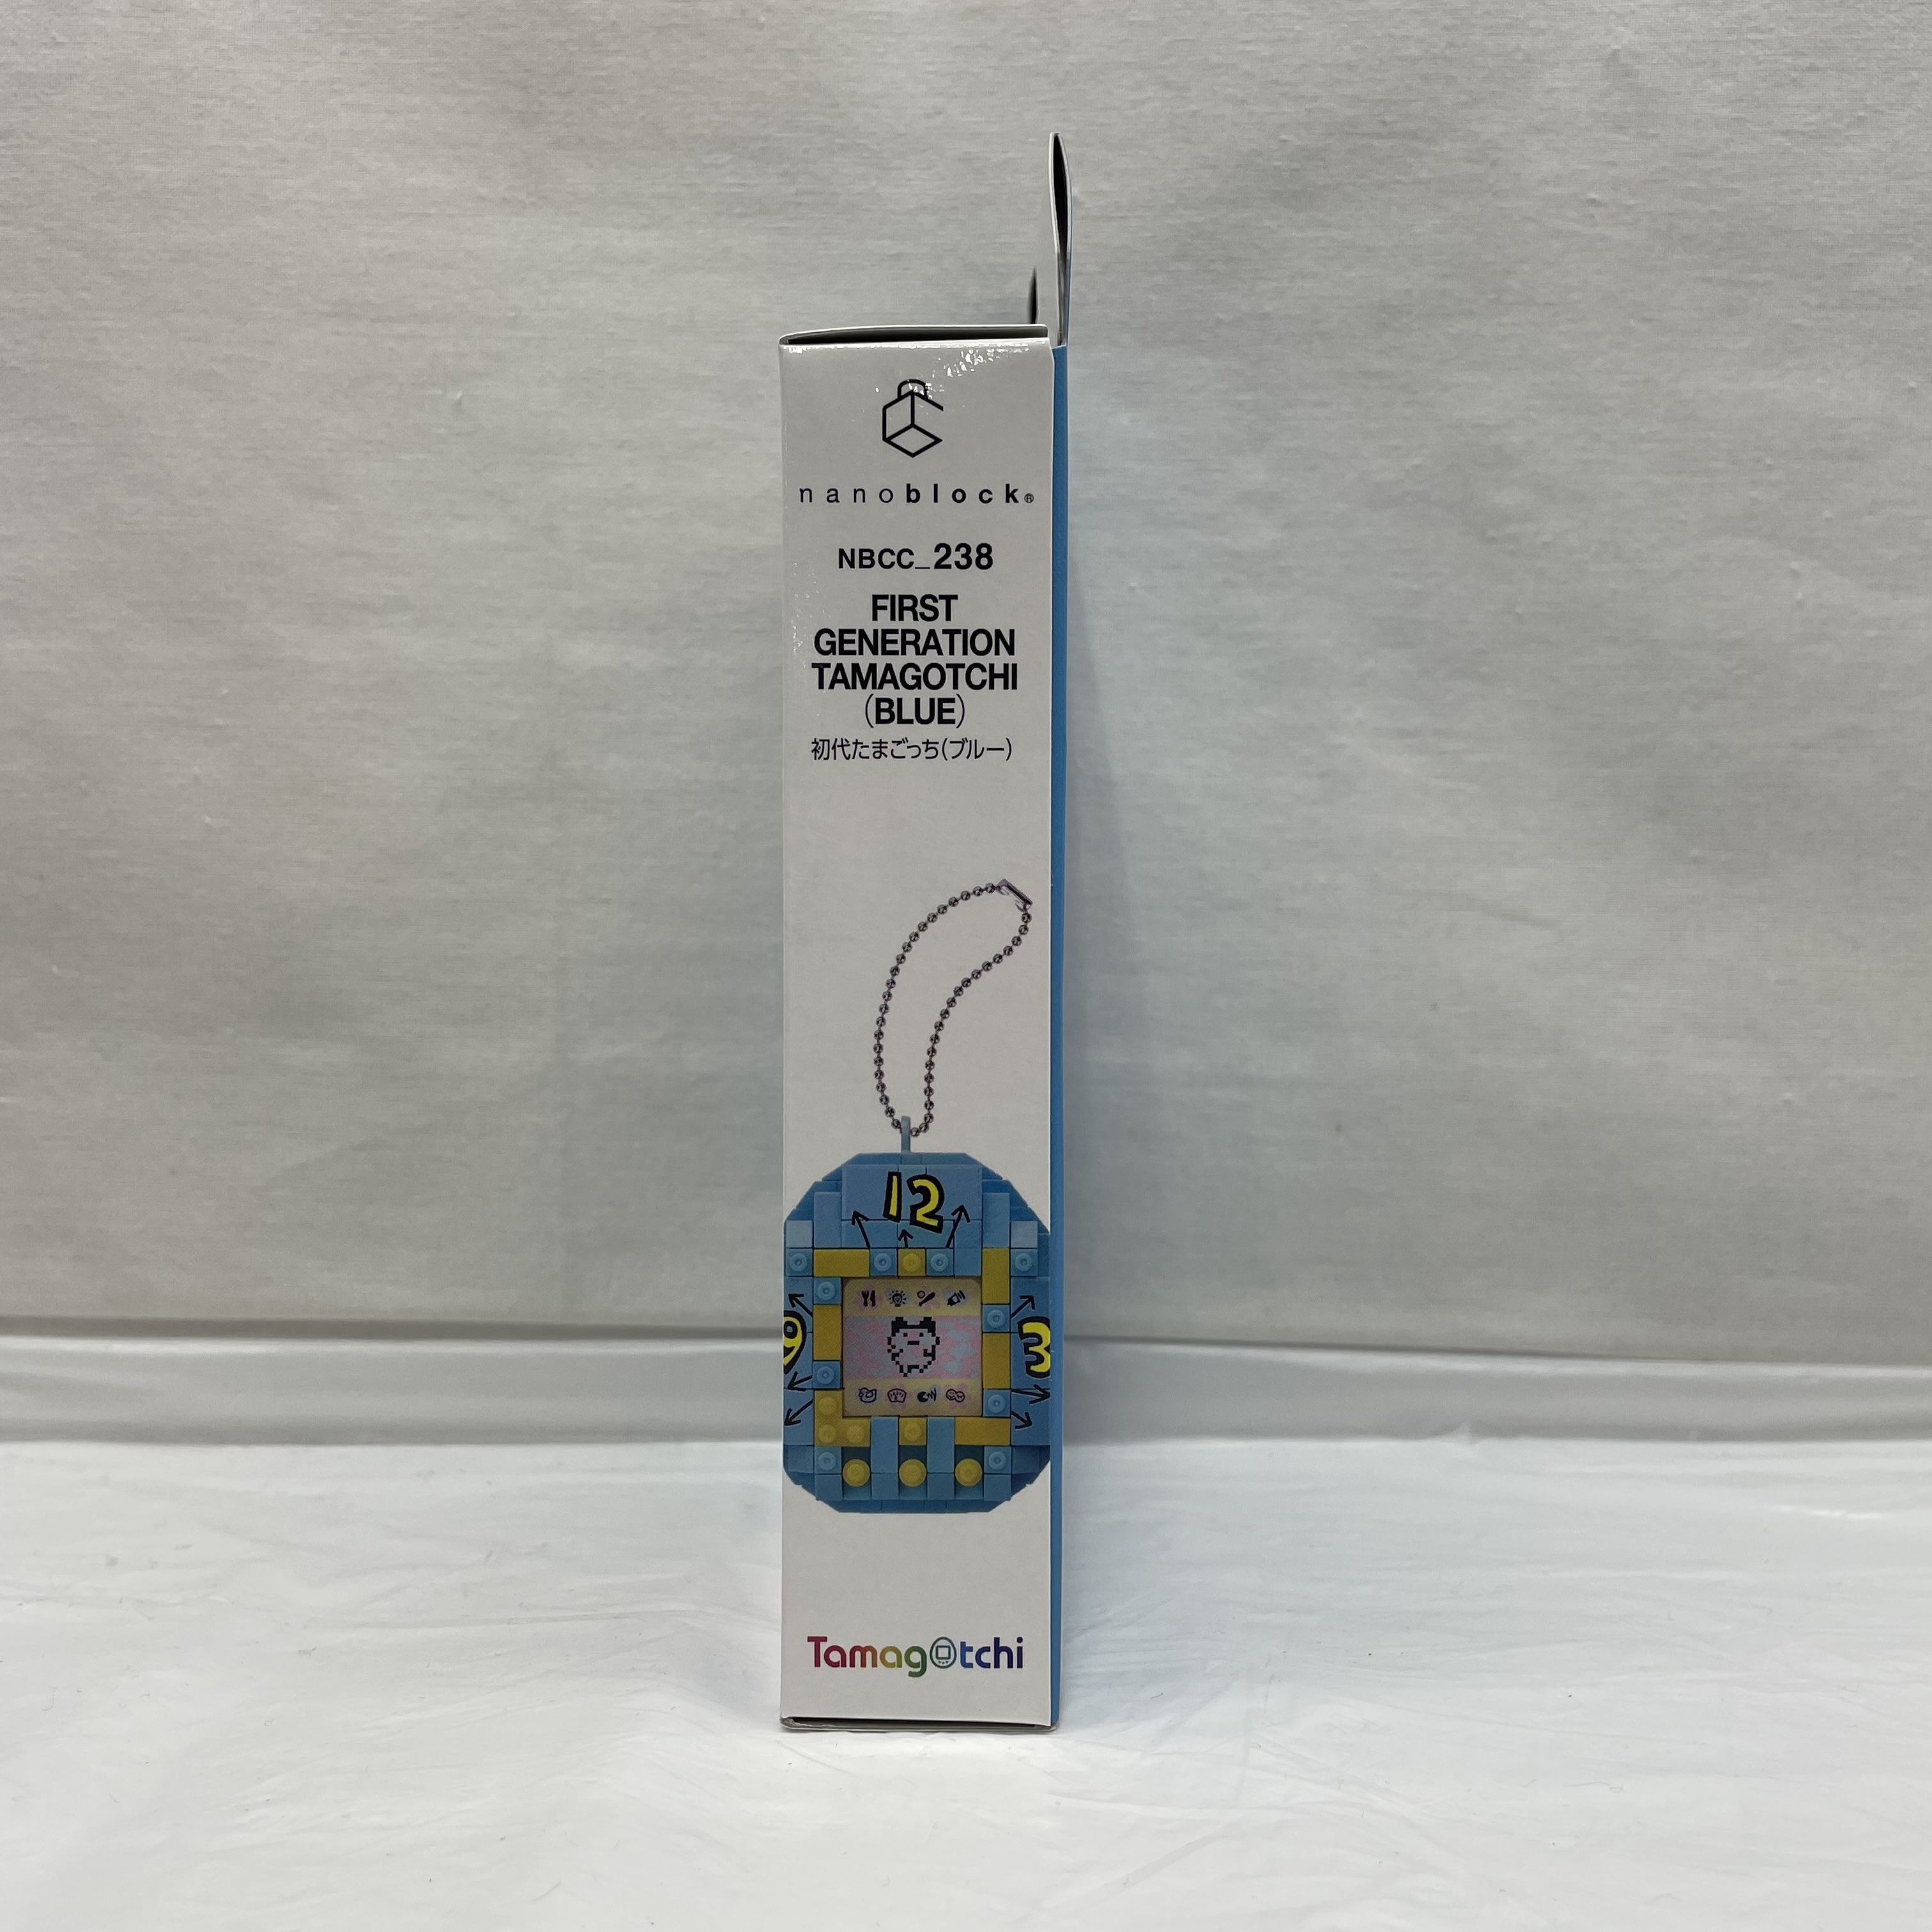 nanoblock®
NBCC_238
FIRST
GENERATION
TAMAGOTCHI
(BLUE)
初代たまごっち(ブルー)
12
9
3
Tamagotchi